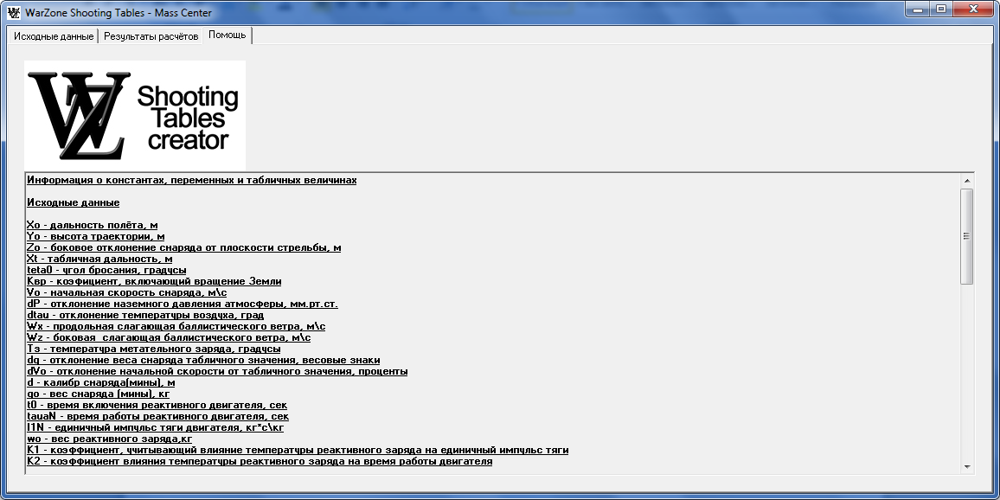 WarZone Shooting Tables - Mass Center
Исходные данные
Результаты расчётов
Помощь
WZ
Shooting
Tables
creator
Информация о константах, переменных и табличных величинах
Исходные данные
Xo - дальность полёта, м
Yo - высота траектории, м
Zo - боковое отклонение снаряда от плоскости стрельбы, м
Xt - табличная дальность, м
teta0 - угол бросания, градусы
Квр - коэфициент, включающий вращение Земли
Vo - начальная скорость снаряда, м\с
dP - отклонение наземного давления атмосферы, мм.рт.ст.
dtau - отклонение температуры воздуха, град
Wx - продольная слагающая баллистического ветра, м\с
Wz - боковая  слагающая баллистического ветра, м\с
Тз - температура метательного заряда, градусы
dq - отклонение веса снаряда табличного значения, весовые знаки
dVo - отклонение начальной скорости от табличного значения, проценты
d - калибр снаряда(мины), м
qo - вес снаряда (мины), кг
t0 - время включения реактивного двигателя, сек
tauaN - время работы реактивного двигателя, сек
I1N - единичный импульс тяги двигателя, кг*с\кг
wo - вес реактивного заряда,кг
K1 - коэффициент, учитывающий влияние температуры реактивного заряда на единичный импульс тяги
K2 - коэффициент влияния температуры реактивного заряда на время работы двигателя